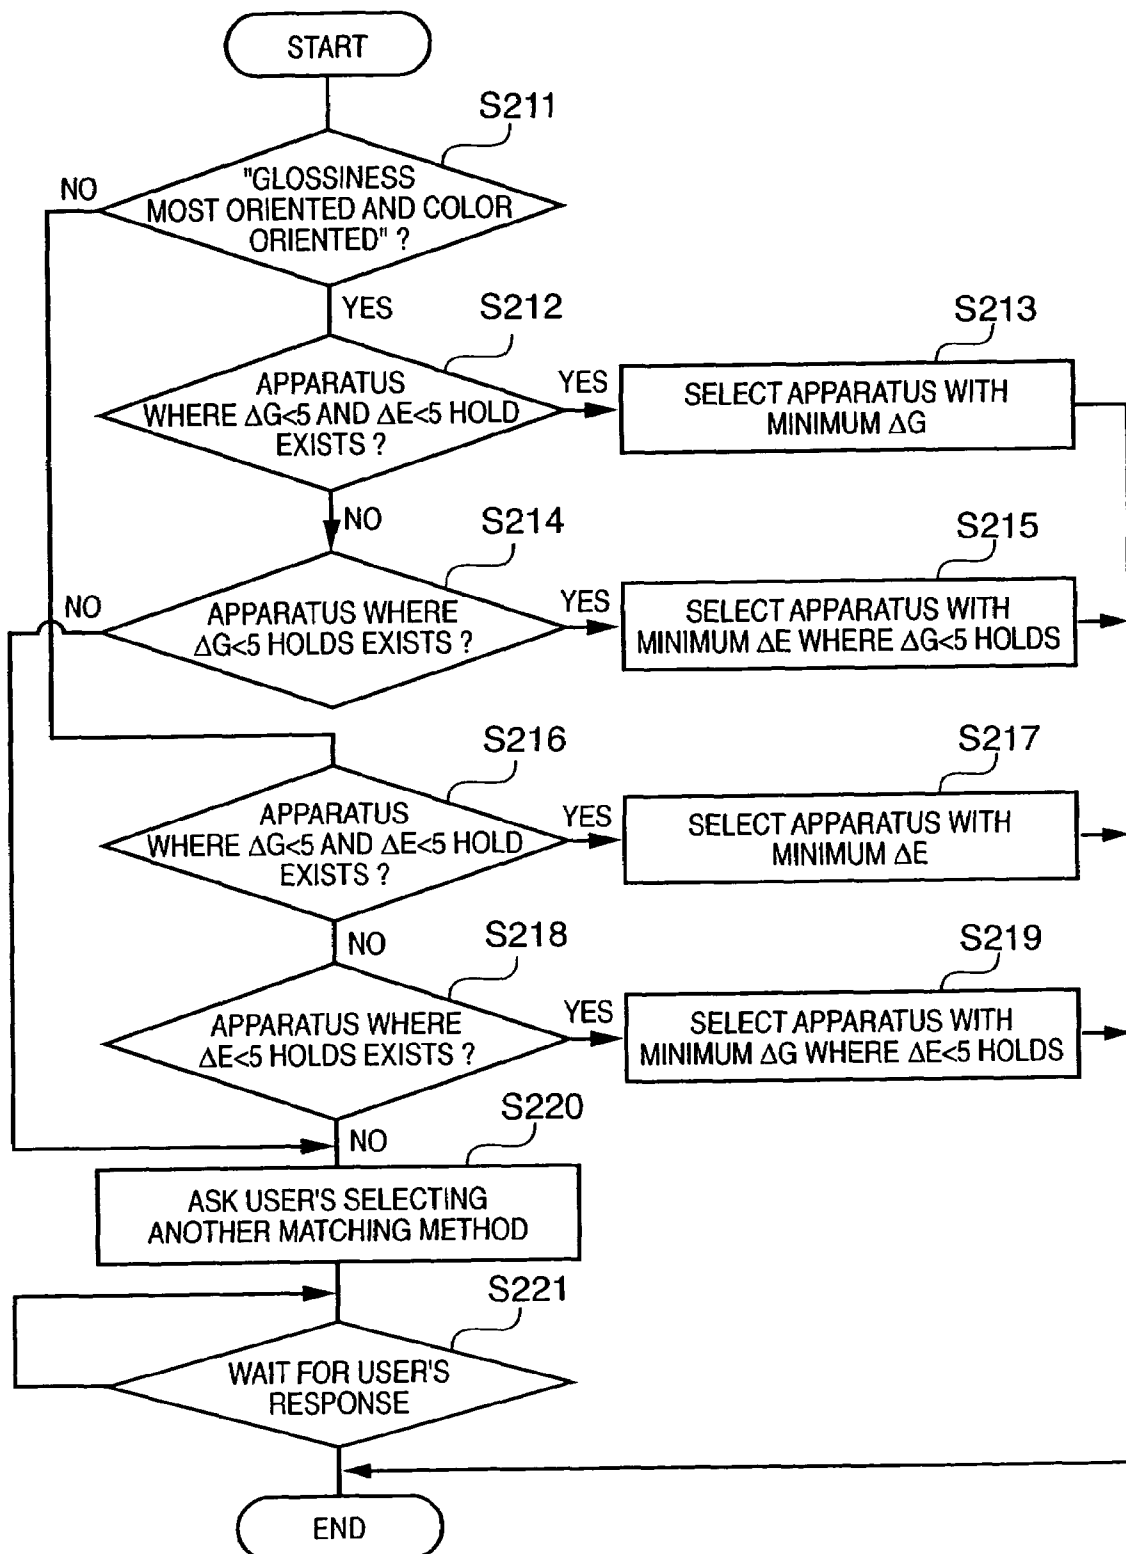 START
S211
"GLOSSINESS
MOST ORIENTED AND COLOR
ORIENTED" ?
NO
YES
S212
APPARATUS
WHERE ΔG<5 AND ΔE<5 HOLD
EXISTS ?
YES
S213
SELECT APPARATUS WITH
MINIMUM ΔG
NO
S214
APPARATUS WHERE
ΔG<5 HOLDS EXISTS ?
NO
YES
S215
SELECT APPARATUS WITH
MINIMUM ΔE WHERE ΔG<5 HOLDS
S216
APPARATUS
WHERE ΔG<5 AND ΔE<5 HOLD
EXISTS ?
YES
S217
SELECT APPARATUS WITH
MINIMUM ΔE
NO
S218
APPARATUS WHERE
ΔE<5 HOLDS EXISTS ?
YES
S219
SELECT APPARATUS WITH
MINIMUM ΔG WHERE ΔE<5 HOLDS
NO
S220
ASK USER'S SELECTING
ANOTHER MATCHING METHOD
S221
WAIT FOR USER'S
RESPONSE
END